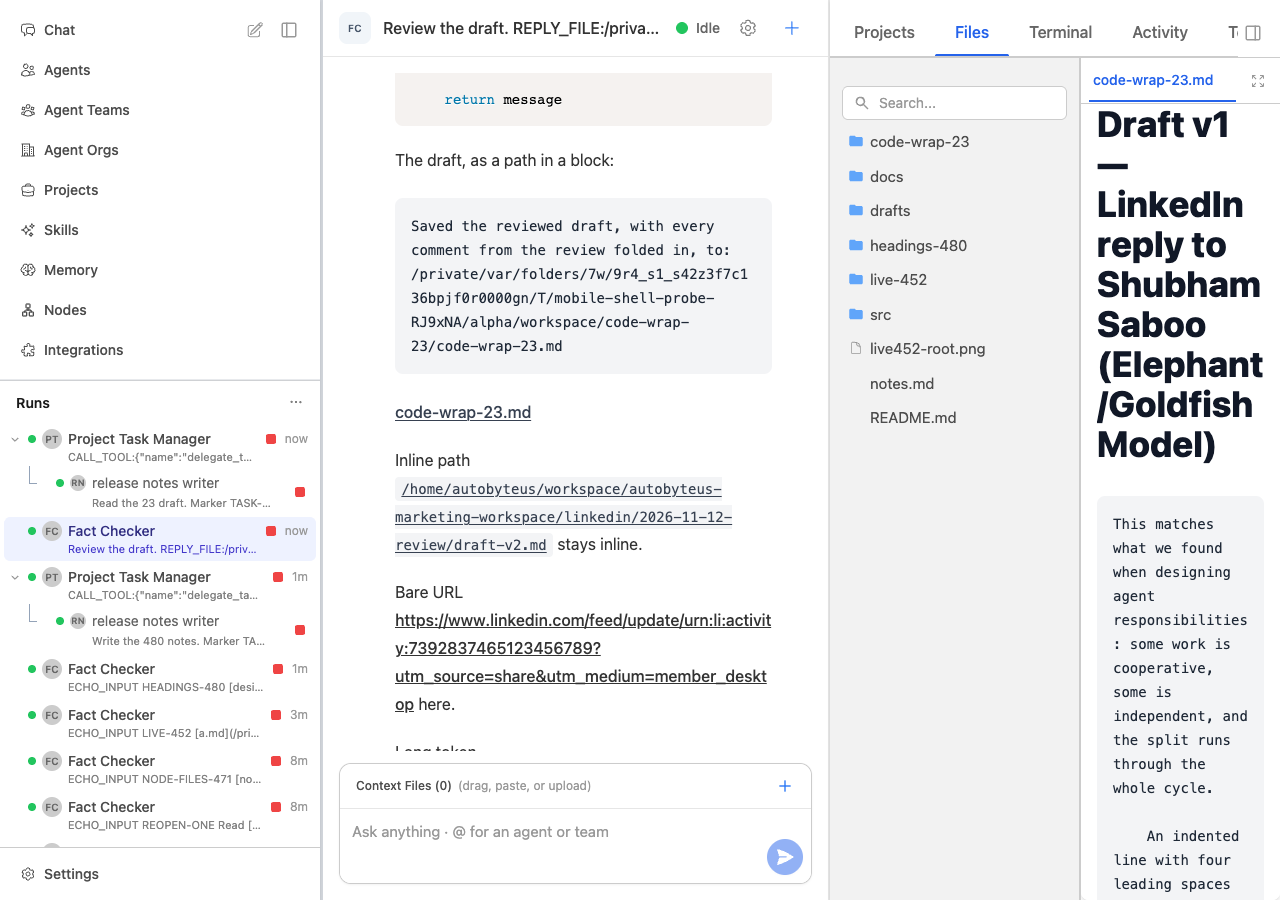 Chat
Agents
Agent Teams
Agent Orgs
Projects
Skills
Memory
Nodes
Integrations
Runs
PT Project Task Manager now
CALL_TOOL:{"name":"delegate_t...
RN release notes writer
Read the 23 draft. Marker TASK-...
FC Fact Checker now
Review the draft. REPLY_FILE:/priv...
PT Project Task Manager 1m
CALL_TOOL:{"name":"delegate_ta...
RN release notes writer
Write the 480 notes. Marker TA...
FC Fact Checker 1m
ECHO_INPUT HEADINGS-480 [desi...
FC Fact Checker 3m
ECHO_INPUT LIVE-452 [a.md](/pri...
FC Fact Checker 8m
ECHO_INPUT NODE-FILES-471 [no...
FC Fact Checker 8m
ECHO_INPUT REOPEN-ONE Read [...
Settings
FC Review the draft. REPLY_FILE:/priva... Idle
return message
The draft, as a path in a block:
Saved the reviewed draft, with every
comment from the review folded in, to:
/private/var/folders/7w/9r4_s1_s42z3f7c1
36bpjf0r0000gn/T/mobile-shell-probe-
RJ9xNA/alpha/workspace/code-wrap-
23/code-wrap-23.md
code-wrap-23.md
Inline path
/home/autobyteus/workspace/autobyteus-
marketing-workspace/linkedin/2026-11-12-
review/draft-v2.md stays inline.
Bare URL
https://www.linkedin.com/feed/update/urn:li:activit
y:7392837465123456789?
utm_source=share&utm_medium=member_deskt
op here.
Long token
Context Files (0) (drag, paste, or upload)
Ask anything · @ for an agent or team
Projects
Files
Terminal
Activity
Search...
code-wrap-23
docs
drafts
headings-480
live-452
src
live452-root.png
notes.md
README.md
code-wrap-23.md
Draft v1
—
LinkedIn
reply to
Shubham
Saboo
(Elephant
/Goldfish
Model)
This matches
what we found
when designing
agent
responsibilities
: some work is
cooperative,
some is
independent, and
the split runs
through the
whole cycle.
An indented
line with four
leading spaces